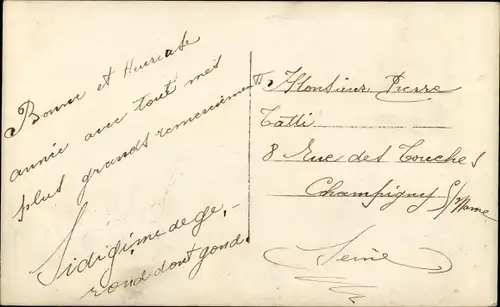 Bonne et Heureuse
année avec tout mes
plus grands remerciements
Monsieur Pierre
Tatti
8 Rue des Touches
Champigny S/Marne
Seine